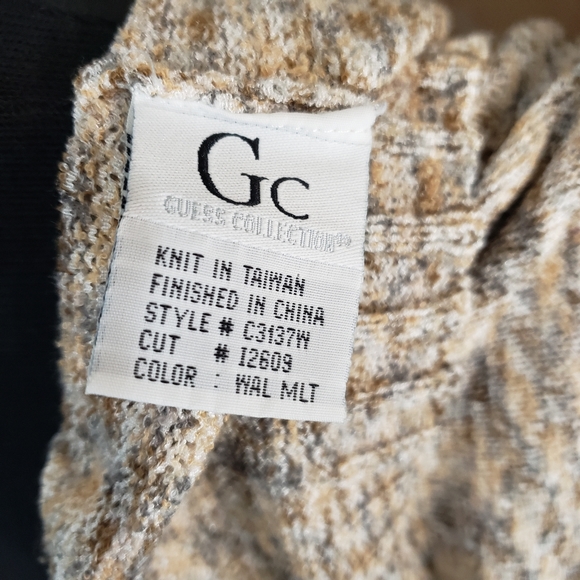 Gc
GUESS COLLECTION
KNIT IN TAIWAN
FINISHED IN CHINA
STYLE # C3137W
CUT # I2609
COLOR : WAL MLT